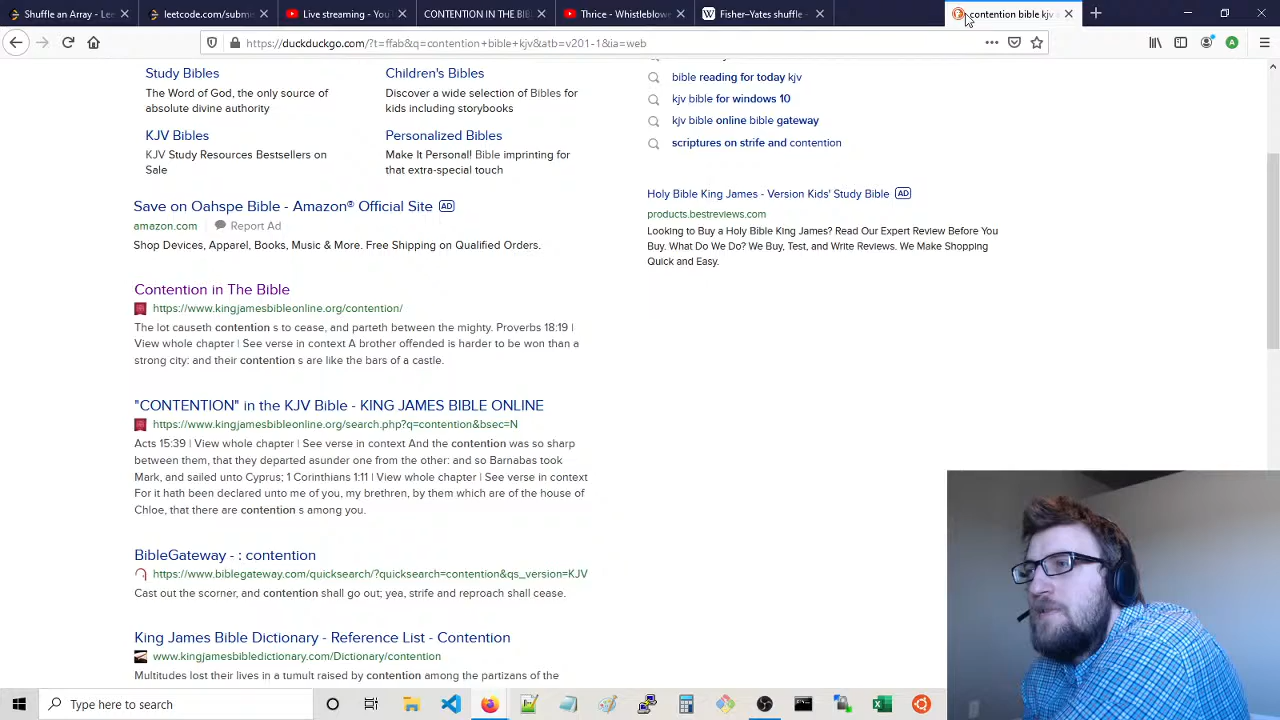 Shuffle an Array - Le
leetcode.com/subm
Live streaming - Yo
CONTENTION IN THE BI
Thrice - Whistleblowe
Fisher–Yates shuffle -
contention bible kjv a
https://duckduckgo.com/?t=ffab&q=contention+bible+kjv&atb=v201-1&ia=web
A
Study Bibles
The Word of God, the only source of
absolute divine authority
Children's Bibles
Discover a wide selection of Bibles for
kids including storybooks
KJV Bibles
KJV Study Resources Bestsellers on
Sale
Personalized Bibles
Make It Personal! Bible imprinting for
that extra-special touch
Save on Oahspe Bible - Amazon® Official Site AD
amazon.com Report Ad
Shop Devices, Apparel, Books, Music & More. Free Shipping on Qualified Orders.
Contention in The Bible
https://www.kingjamesbibleonline.org/contention/
The lot causeth contention s to cease, and parteth between the mighty. Proverbs 18:19 |
View whole chapter | See verse in context A brother offended is harder to be won than a
strong city: and their contention s are like the bars of a castle.
"CONTENTION" in the KJV Bible - KING JAMES BIBLE ONLINE
https://www.kingjamesbibleonline.org/search.php?q=contention&bsec=N
Acts 15:39 | View whole chapter | See verse in context And the contention was so sharp
between them, that they departed asunder one from the other: and so Barnabas took
Mark, and sailed unto Cyprus; 1 Corinthians 1:11 | View whole chapter | See verse in context
For it hath been declared unto me of you, my brethren, by them which are of the house of
Chloe, that there are contention s among you.
BibleGateway - : contention
https://www.biblegateway.com/quicksearch/?quicksearch=contention&qs_version=KJV
Cast out the scorner, and contention shall go out; yea, strife and reproach shall cease.
King James Bible Dictionary - Reference List - Contention
www.kingjamesbibledictionary.com/Dictionary/contention
Multitudes lost their lives in a tumult raised by contention among the partizans of the
bible reading for today kjv
kjv bible for windows 10
kjv bible online bible gateway
scriptures on strife and contention
Holy Bible King James - Version Kids' Study Bible AD
products.bestreviews.com
Looking to Buy a Holy Bible King James? Read Our Expert Review Before You
Buy. What Do We Do? We Buy, Test, and Write Reviews. We Make Shopping
Quick and Easy.
Type here to search